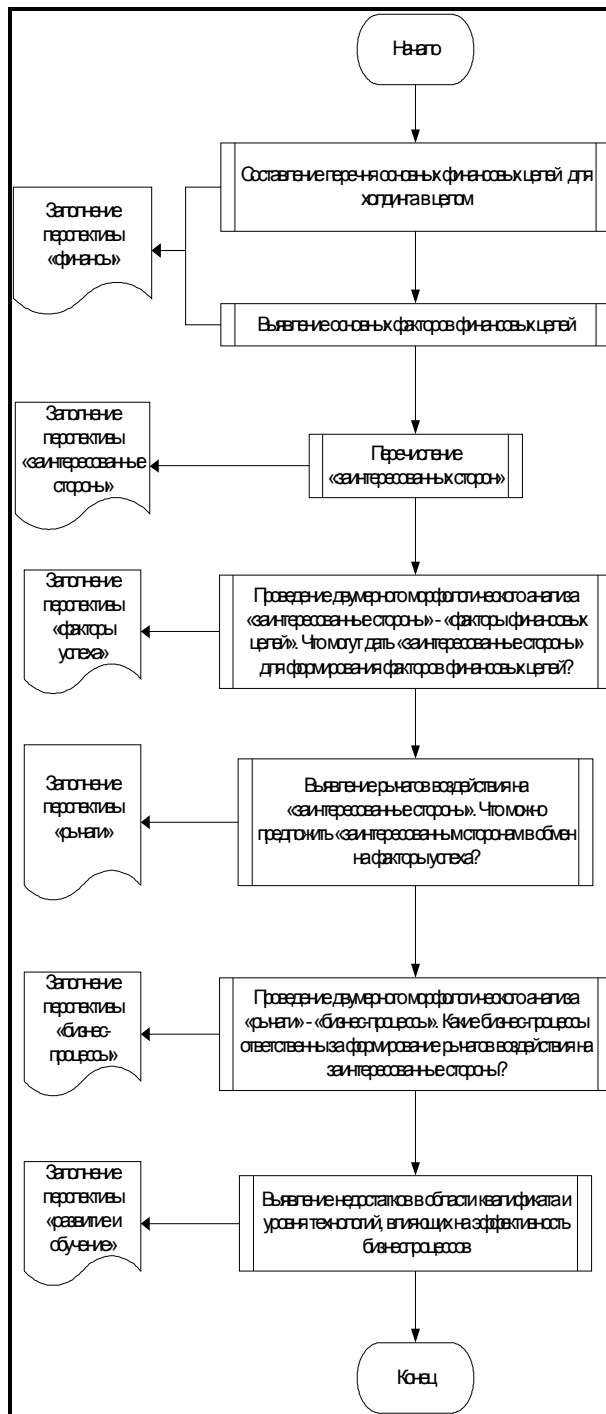 Начало
Составление перечня основных финансовых целей для
холдинга в целом
Заполнение
перспективы
«финансы»
Выявление основных факторов финансовых целей
Заполнение
перспективы
«заинтересованные
стороны»
Перечисление
«заинтересованных сторон»
Заполнение
перспективы
«факторы
успеха»
Проведение двумерного морфологического анализа
«заинтересованные стороны» - «факторы финансовых
целей». Что могут дать «заинтересованные стороны»
для формирования факторов финансовых целей?
Заполнение
перспективы
«рычаги»
Выявление рычагов воздействия на
«заинтересованные стороны». Что можно
предложить «заинтересованным сторонам в обмен
на факторы успеха?
Заполнение
перспективы
«бизнес-
процессы»
Проведение двумерного морфологического анализа
«рычаги» - «бизнес-процессы». Какие бизнес-процессы
ответственны за формирование рычагов воздействия на
заинтересованные стороны?
Заполнение
перспективы
«развитие и
обучение»
Выявление недостатков в области квалификата и
уровня технологий, влияющих на эффективность
бизнес процессов
Конец